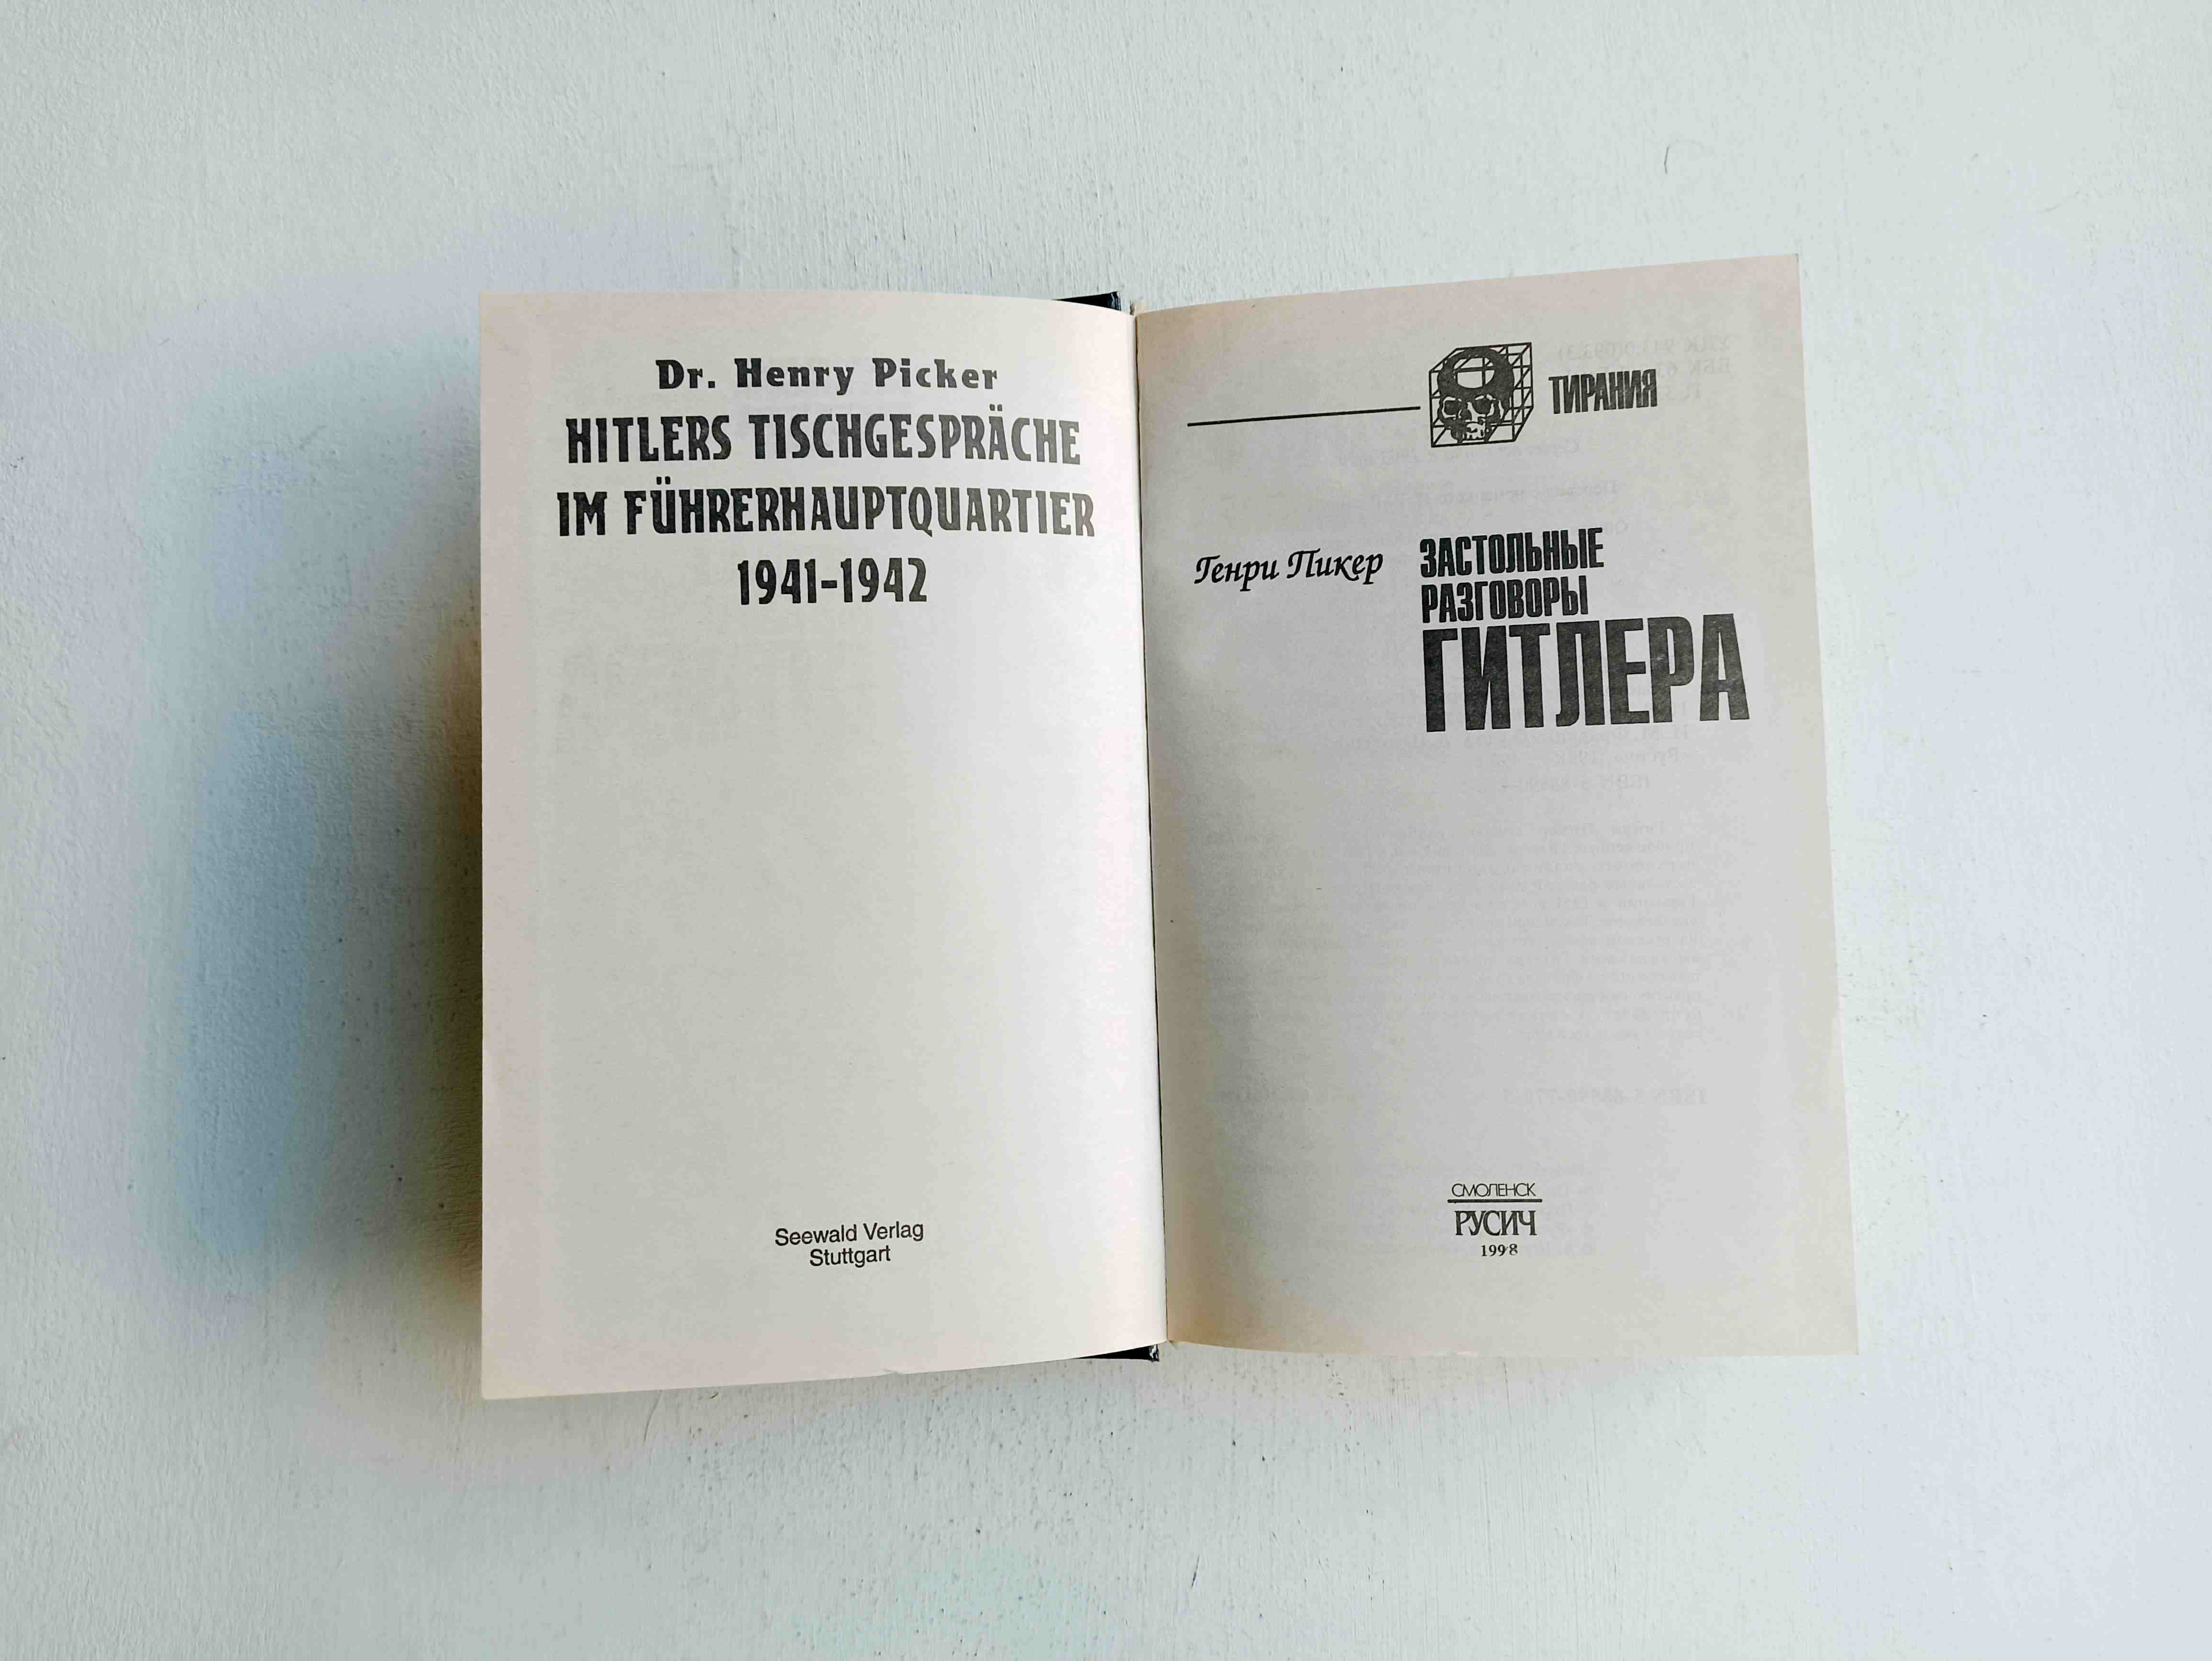 Dr. Henry Picker
HITLERS TISCHGESPRÄCHE
IM FÜHRERHAUPTQUARTIER
1941-1942
Seewald Verlag
Stuttgart
ТИРАНИЯ
Генри Пикер
ЗАСТОЛЬНЫЕ
РАЗГОВОРЫ
ГИТЛЕРА
СМОЛЕНСК
РУСИЧ
1998